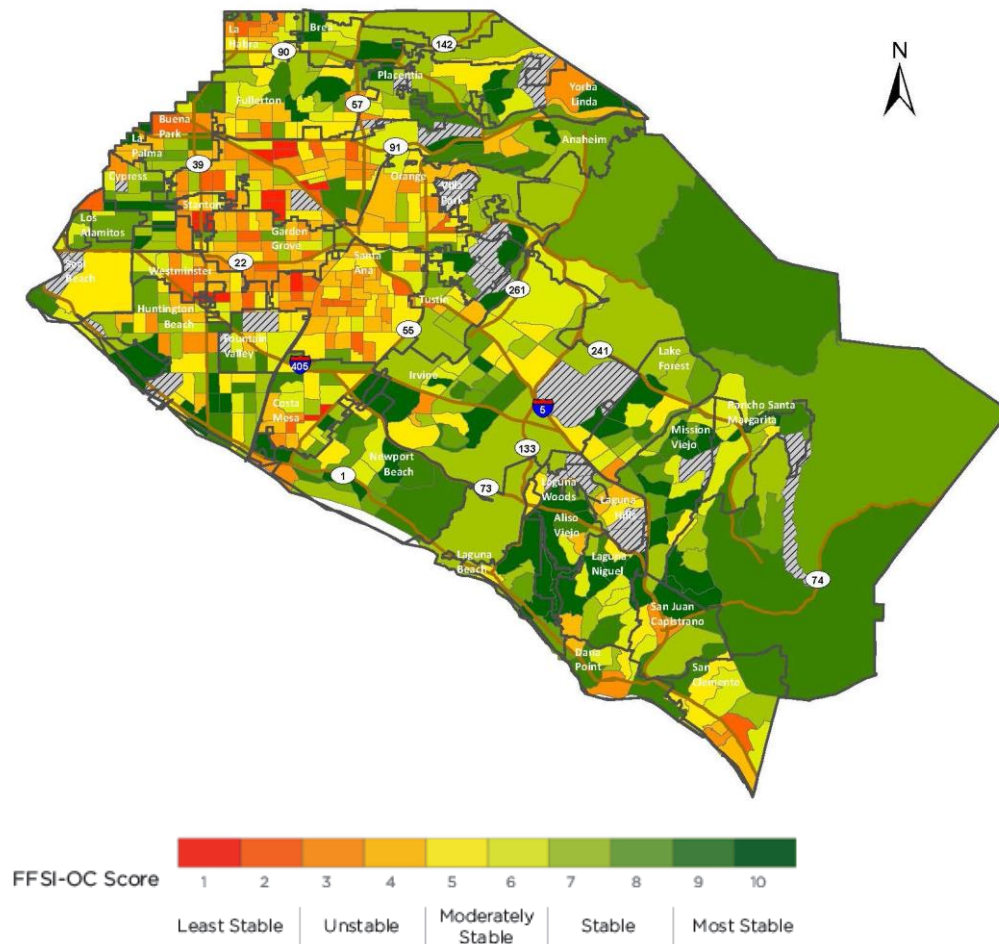 La
Habra
Brea
142
90
N
Placentia
Yorba
Linda
Fullerton
57
Buena
Park
Anaheim
La
Palma
91
39
Orange
Cypress
Villa
Park
Stanton
Los
Alamitos
Garden
Grove
Santa
Ana
Seal
Beach
Westminster
22
261
Tustin
Huntington
Beach
55
Fountain
Valley
241
Lake
Forest
405
Irvine
Costa
Mesa
5
Rancho Santa
Margarita
Mission
Viejo
133
Newport
Beach
1
73
Laguna
Woods
Laguna
Hills
Aliso
Viejo
Laguna
Beach
Laguna
Niguel
74
San Juan
Capistrano
Dana
Point
San
Clemente
FFSI-OC Score
1 2 3 4 5 6 7 8 9 10
Least Stable Unstable Moderately Stable Stable Most Stable